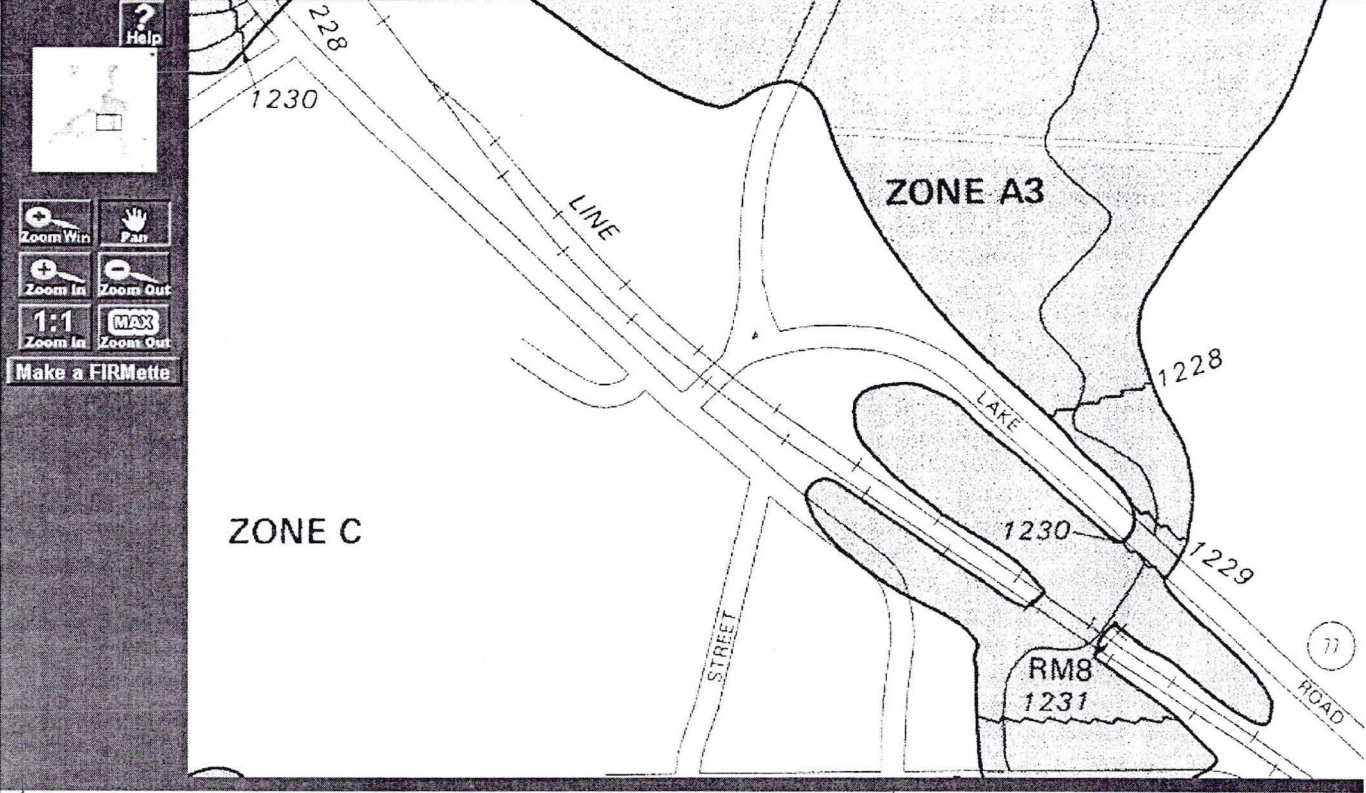 ?
Help
Zoom Win
Pan
Zoom In
Zoom Out
1:1
Zoom In
MAX
Zoom Out
Make a FIRMette
228
1230
LINE
ZONE A3
1228
LAKE
ZONE C
1230
1229
STREET
RM8
1231
77
ROAD